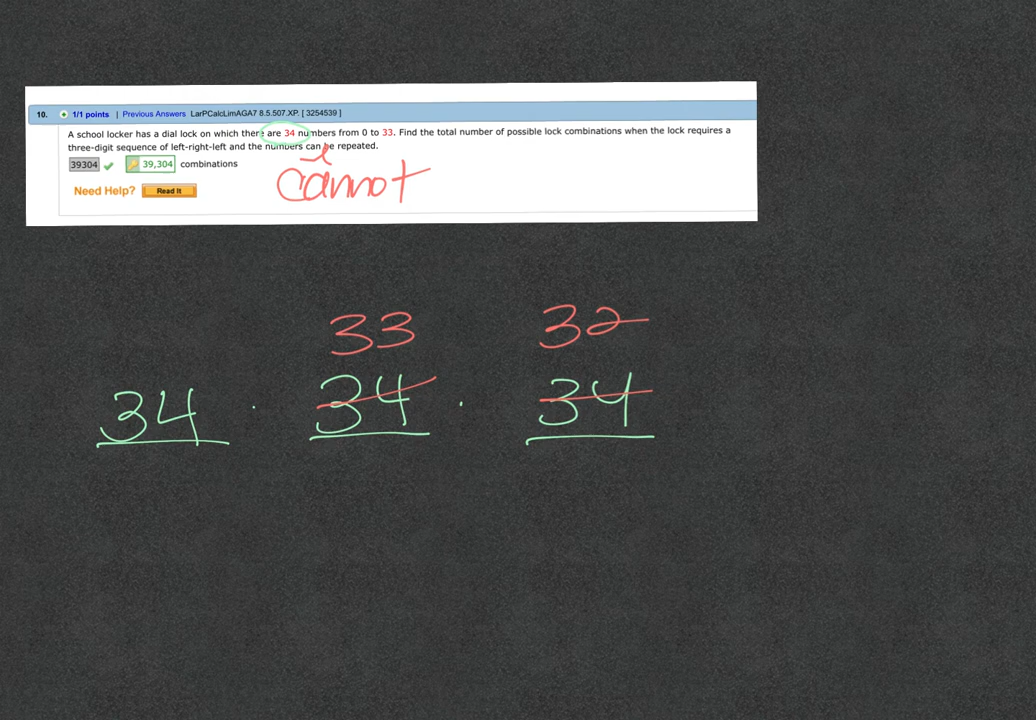 10. 1/1 points | Previous Answers LarPCalcLimAGA7 8.5.507.XP. [ 3254539 ]
A school locker has a dial lock on which there are 34 numbers from 0 to 33. Find the total number of possible lock combinations when the lock requires a
three-digit sequence of left-right-left and the numbers can be repeated.
39304 39,304 combinations
cannot
Need Help? Read It
33 32
34 · 34 · 34